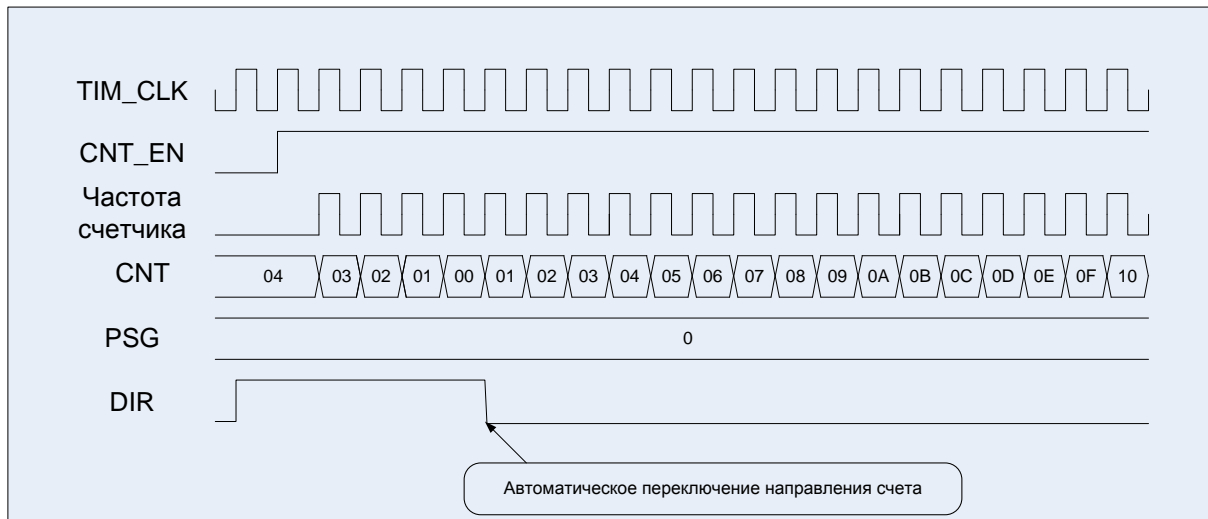 TIM_CLK
CNT_EN
Частота
счетчика
CNT 04 03 02 01 00 01 02 03 04 05 06 07 08 09 0A 0B 0C 0D 0E 0F 10
PSG 0
DIR
Автоматическое переключение направления счета